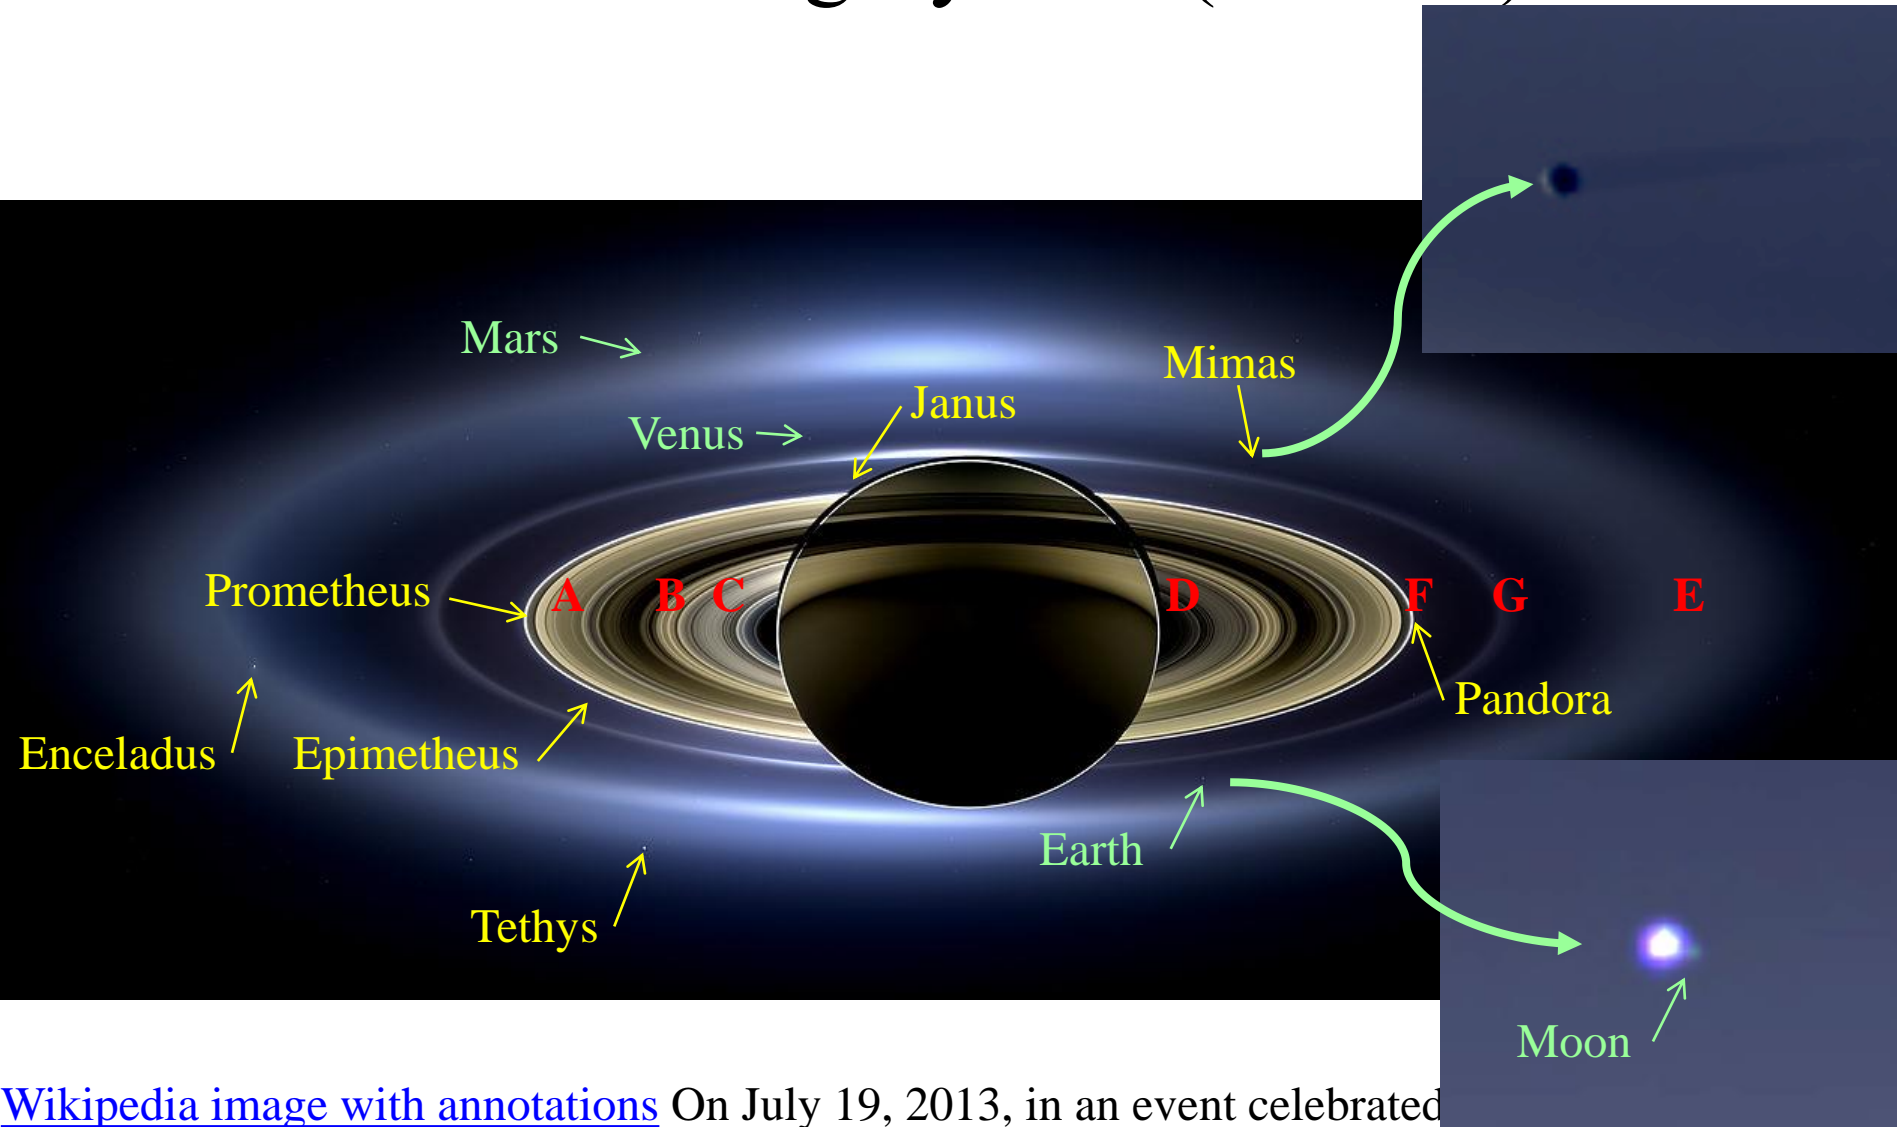 Mars
Mimas
Janus
Venus
Prometheus
A B C D F G E
Pandora
Enceladus
Epimetheus
Earth
Tethys
Moon
Wikipedia image with annotations On July 19, 2013, in an event celebrated